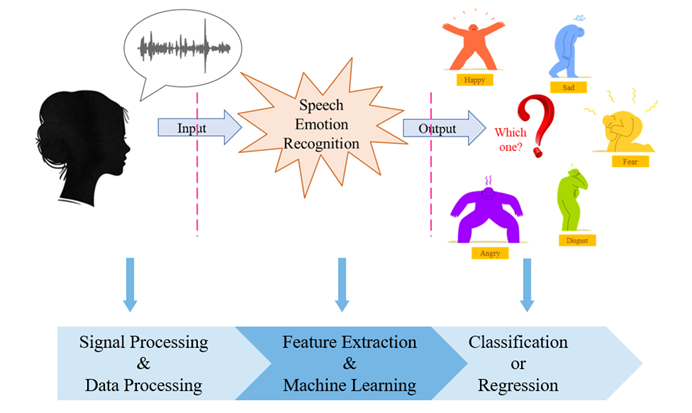 Happy
Sad
Input
Speech
Emotion
Recognition
Output
Which
one?
Fear
Angry
Disgust
Signal Processing
&
Data Processing
Feature Extraction
&
Machine Learning
Classification
or
Regression